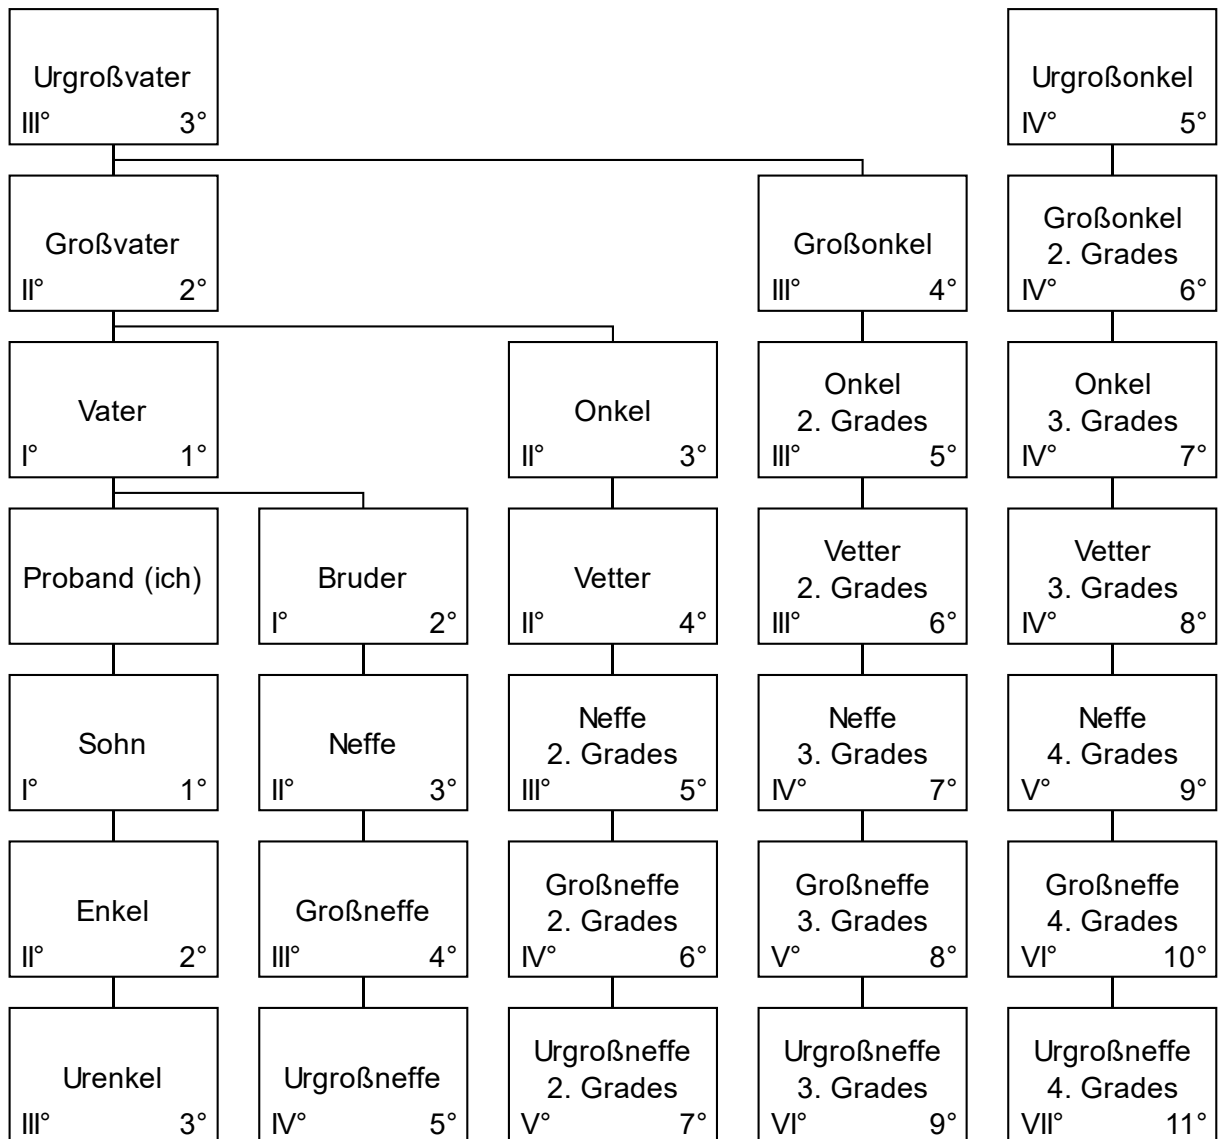 Urgroßvater
III° 3°
Urgroßonkel
IV° 5°
Großvater
II° 2°
Großonkel
III° 4°
Großonkel
2. Grades
IV° 6°
Vater
I° 1°
Onkel
II° 3°
Onkel
2. Grades
III° 5°
Onkel
3. Grades
IV° 7°
Proband (ich)
Bruder
I° 2°
Vetter
II° 4°
Vetter
2. Grades
III° 6°
Vetter
3. Grades
IV° 8°
Sohn
I° 1°
Neffe
II° 3°
Neffe
2. Grades
III° 5°
Neffe
3. Grades
IV° 7°
Neffe
4. Grades
V° 9°
Enkel
II° 2°
Großneffe
III° 4°
Großneffe
2. Grades
IV° 6°
Großneffe
3. Grades
V° 8°
Großneffe
4. Grades
VI° 10°
Urenkel
III° 3°
Urgroßneffe
IV° 5°
Urgroßneffe
2. Grades
V° 7°
Urgroßneffe
3. Grades
VI° 9°
Urgroßneffe
4. Grades
VII° 11°